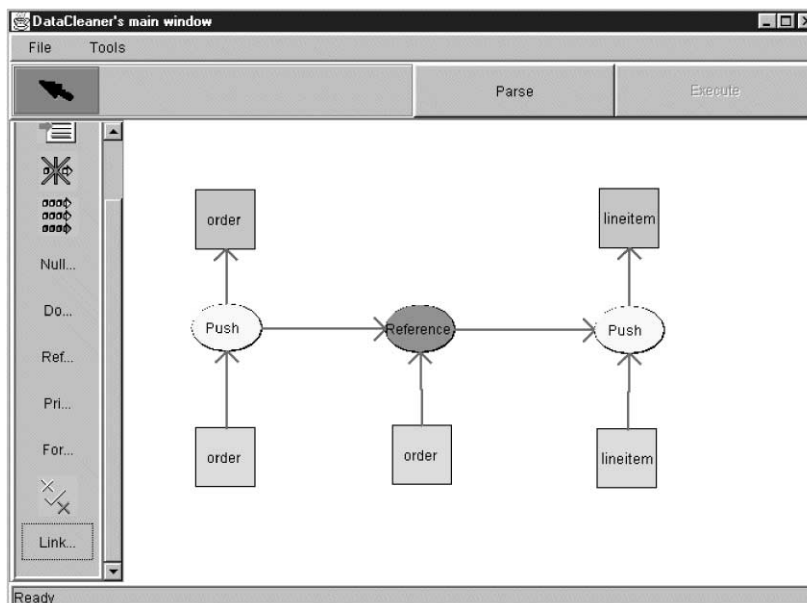 DataCleaner's main window
File Tools
Parse Execute
order lineitem
Null...
Do...
Push Reference Push
Ref...
Pri...
order order lineitem
For...
Link...
Ready